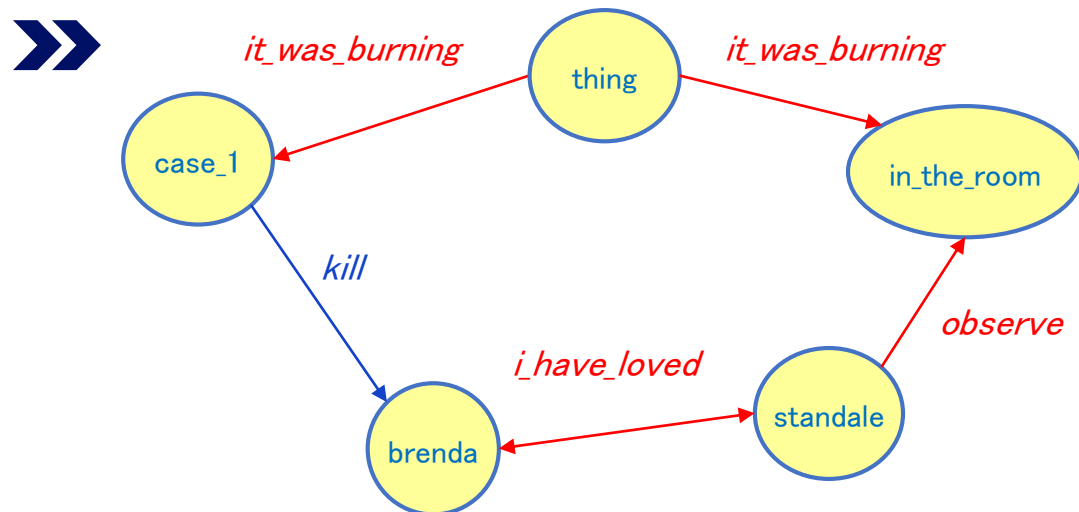 it_was_burning
thing
it_was_burning
case_1
in_the_room
kill
observe
i_have_loved
standale
brenda